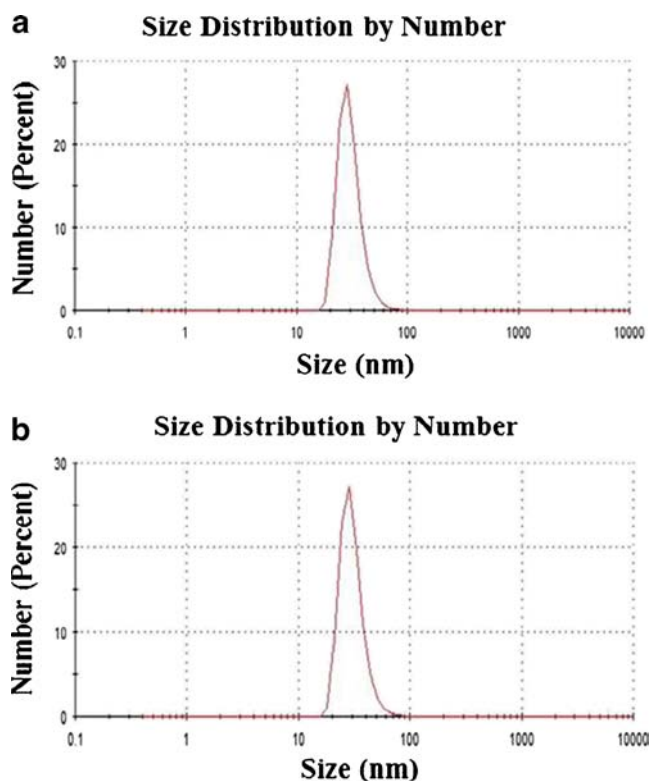 a
Size Distribution by Number
Number (Percent)
30
20
10
0
0.1 1 10 100 1000 10000
Size (nm)
b
Size Distribution by Number
Number (Percent)
30
20
10
0
0.1 1 10 100 1000 10000
Size (nm)